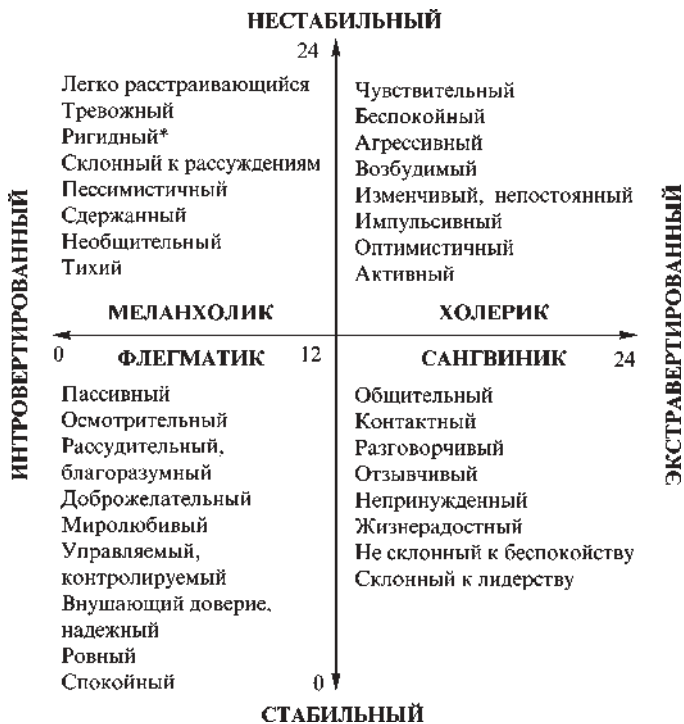 НЕСТАБИЛЬНЫЙ
24
Легко расстраивающийся
Тревожный
Ригидный*
Склонный к рассуждениям
Пессимистичный
Сдержанный
Необщительный
Тихий
Чувствительный
Беспокойный
Агрессивный
Возбудимый
Изменчивый, непостоянный
Импульсивный
Оптимистичный
Активный
ИНТРОВЕРТИРОВАННЫЙ
ЭКСТРАВЕРТИРОВАННЫЙ
МЕЛАНХОЛИК
ХОЛЕРИК
0
ФЛЕГМАТИК
12
САНГВИНИК
24
Пассивный
Осмотрительный
Рассудительный,
благоразумный
Доброжелательный
Миролюбивый
Управляемый,
контролируемый
Внушающий доверие,
надежный
Ровный
Спокойный
Общительный
Контактный
Разговорчивый
Отзывчивый
Непринужденный
Жизнерадостный
Не склонный к беспокойству
Склонный к лидерству
0
СТАБИЛЬНЫЙ